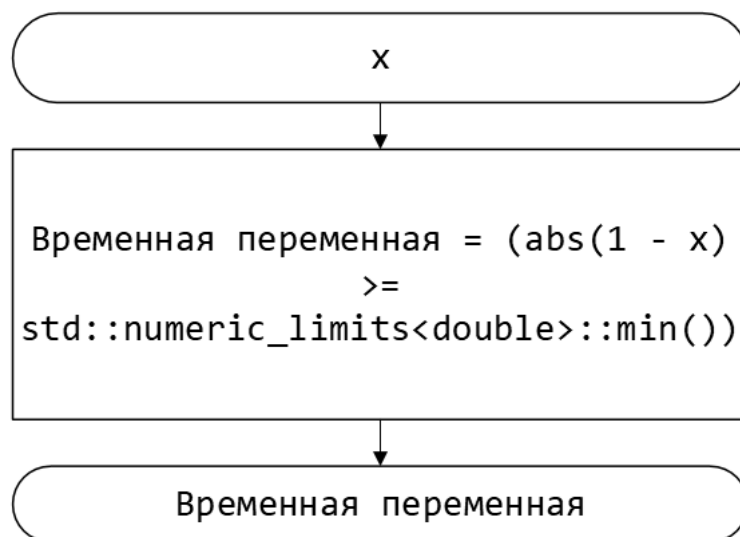 x
Временная переменная = (abs(1 - x)
>=
std::numeric_limits<double>::min())
Временная переменная